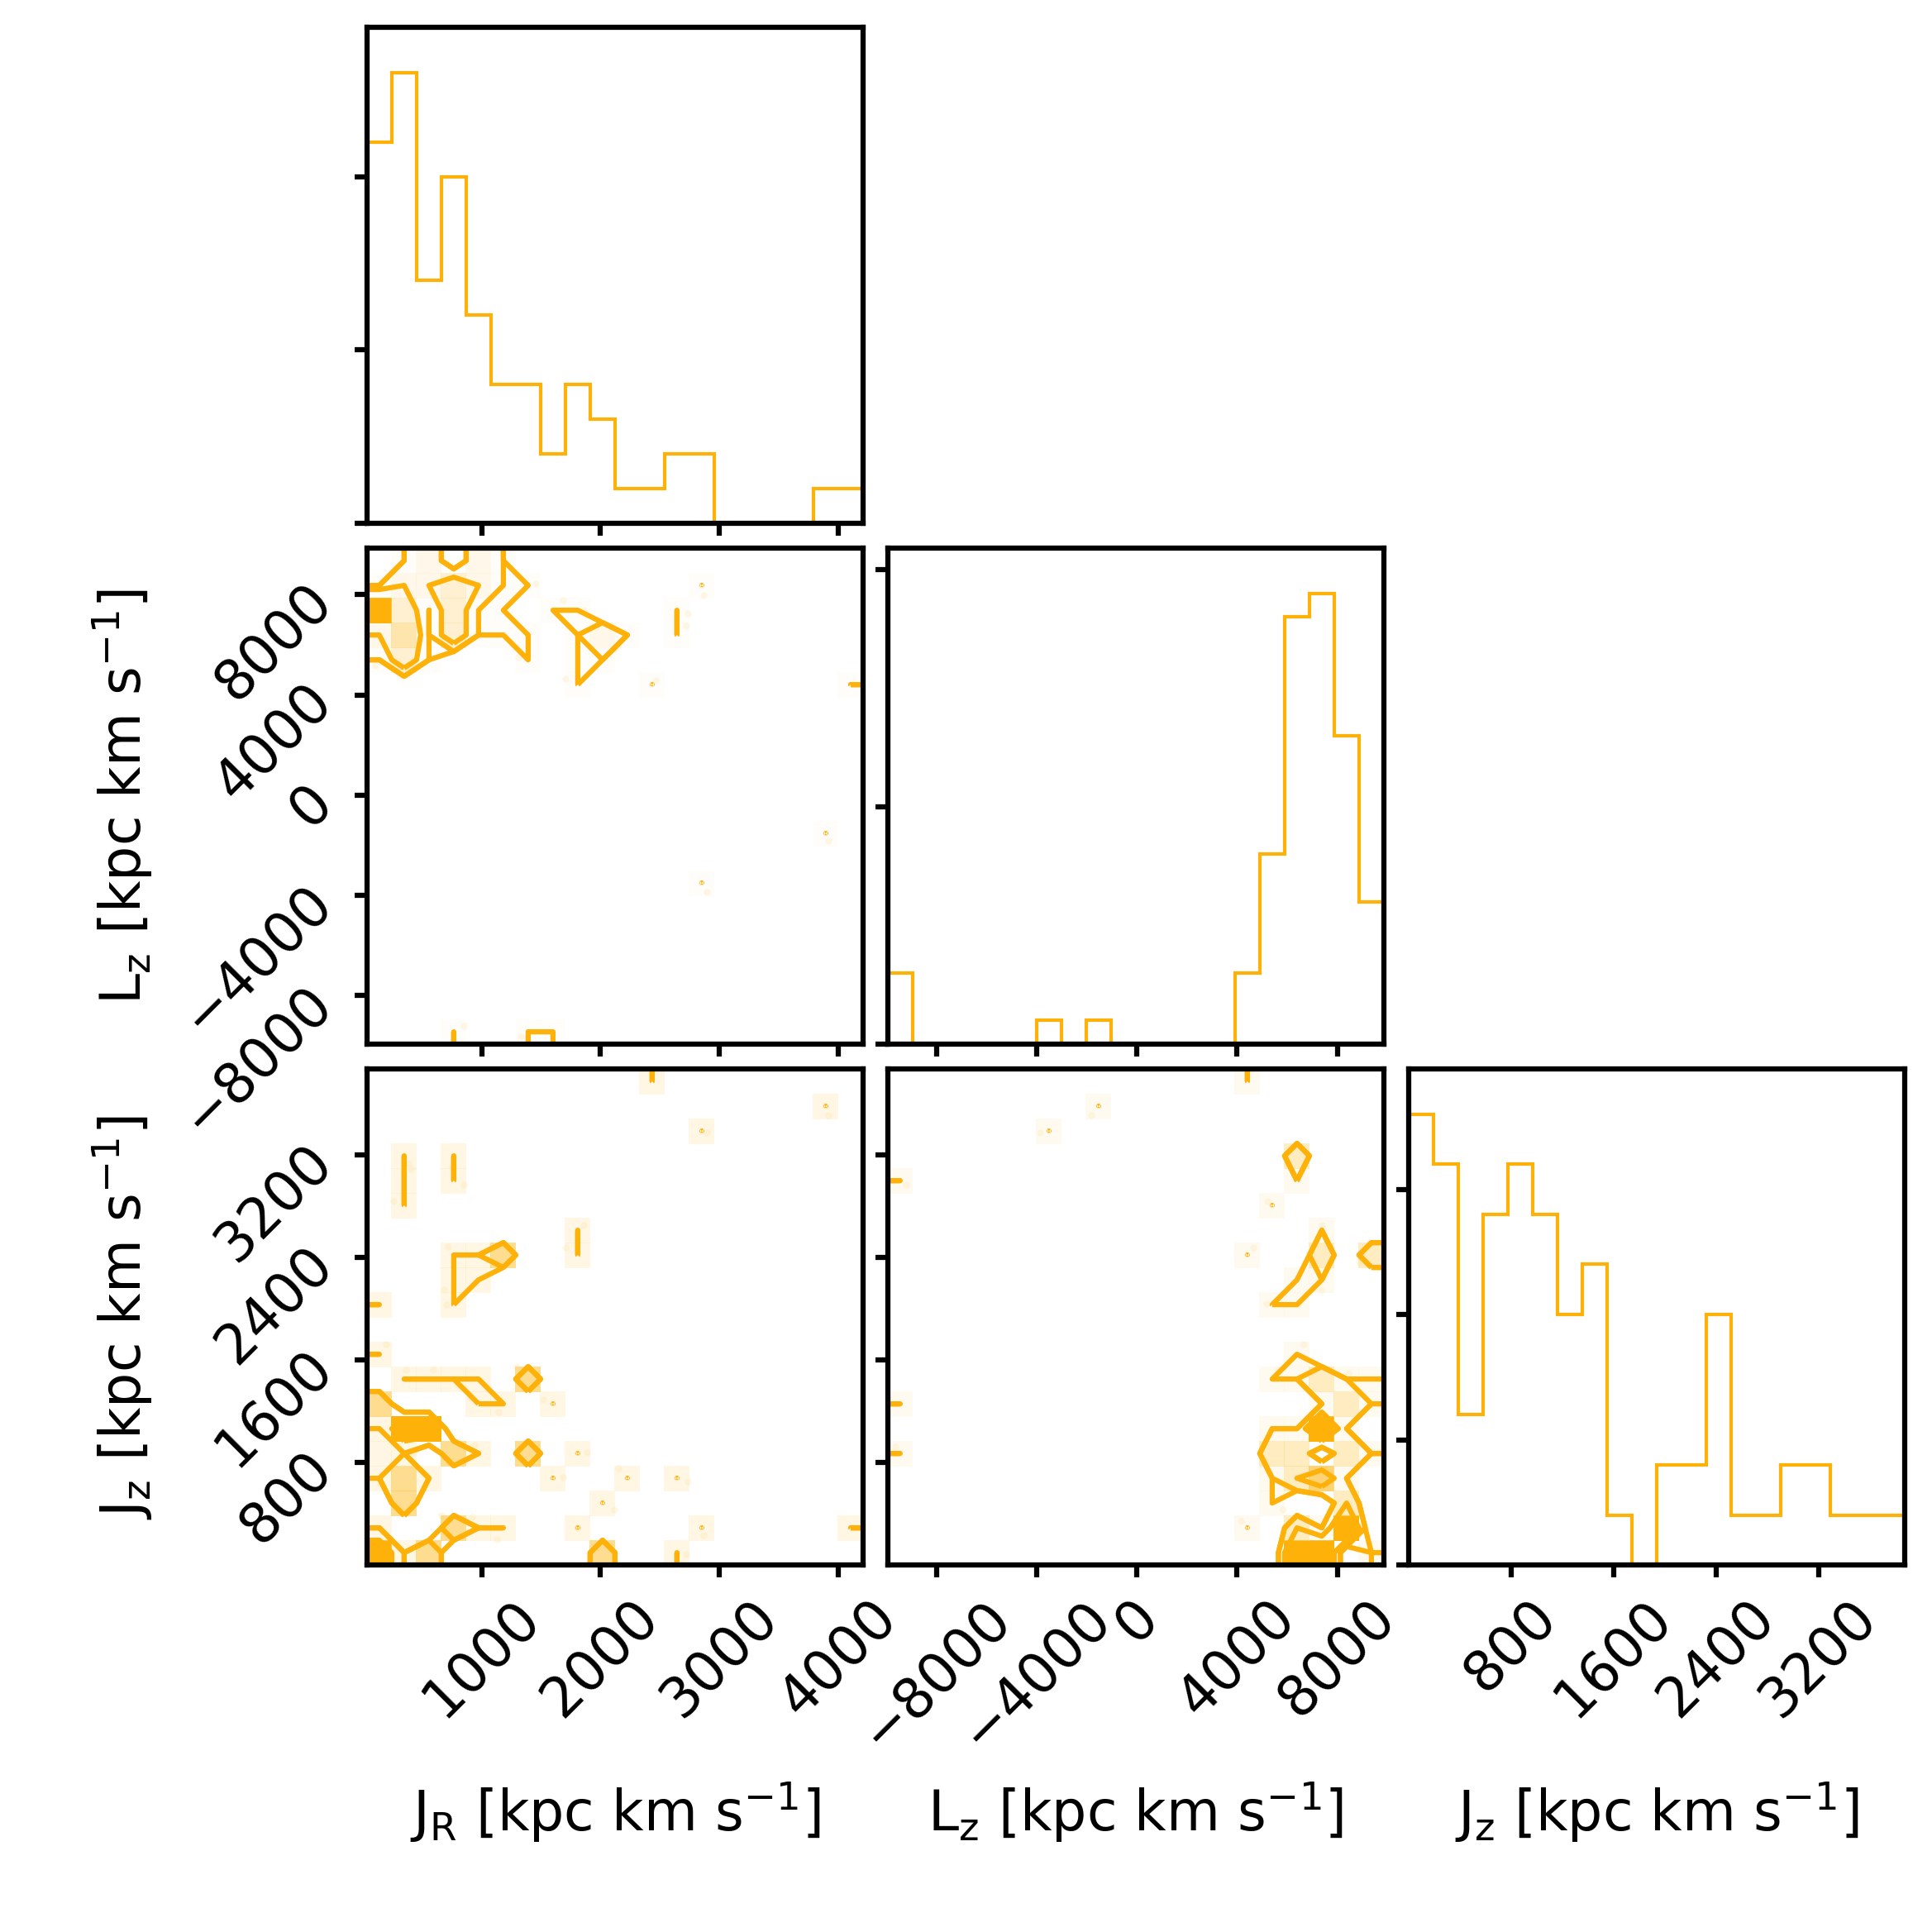 L_z [kpc km s⁻¹]
8000
4000
0
−4000
−8000
J_z [kpc km s⁻¹]
3200
2400
1600
800
1000 2000 3000 4000
−8000 −4000 0 4000 8000
800 1600 2400 3200
J_R [kpc km s⁻¹]
L_z [kpc km s⁻¹]
J_z [kpc km s⁻¹]